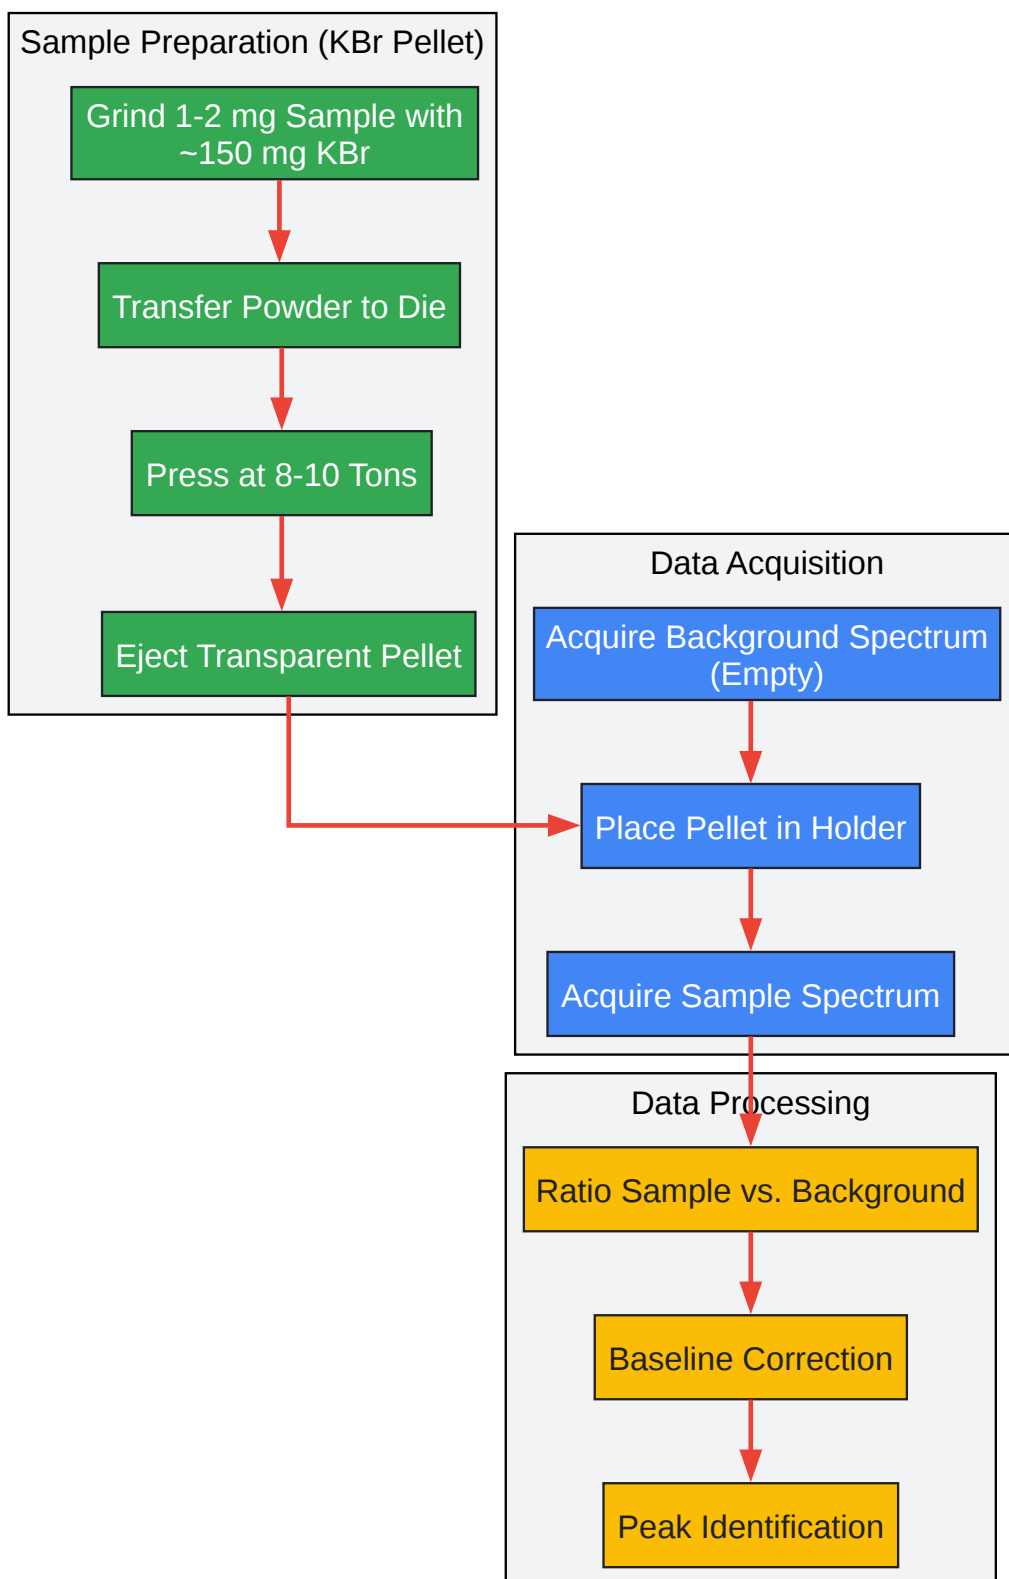 Sample Preparation (KBr Pellet)
Grind 1-2 mg Sample with
~150 mg KBr
Transfer Powder to Die
Press at 8-10 Tons
Eject Transparent Pellet
Data Acquisition
Acquire Background Spectrum
(Empty)
Place Pellet in Holder
Acquire Sample Spectrum
Data Processing
Ratio Sample vs. Background
Baseline Correction
Peak Identification